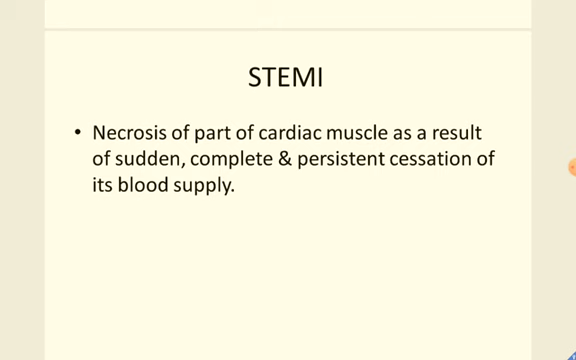 STEMI
• Necrosis of part of cardiac muscle as a result
of sudden, complete & persistent cessation of
its blood supply.